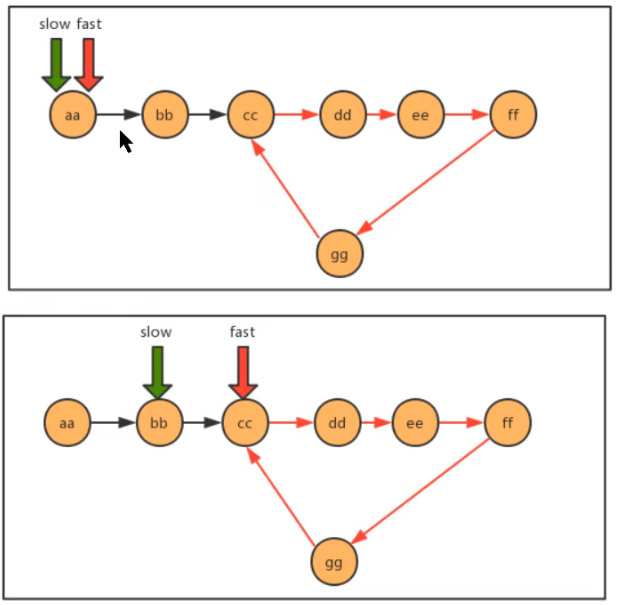 slow fast
aa bb cc dd ee ff
gg
slow fast
aa bb cc dd ee ff
gg